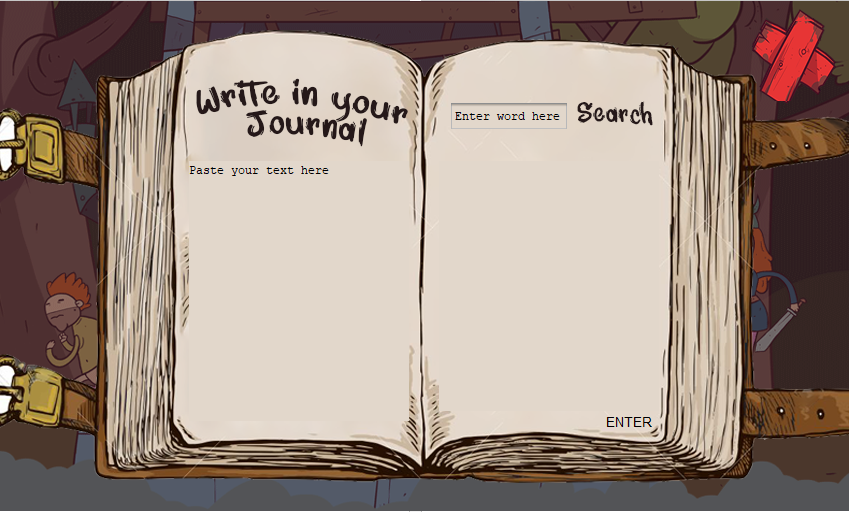 Write in your
Journal
Paste your text here
Enter word here
Search
ENTER